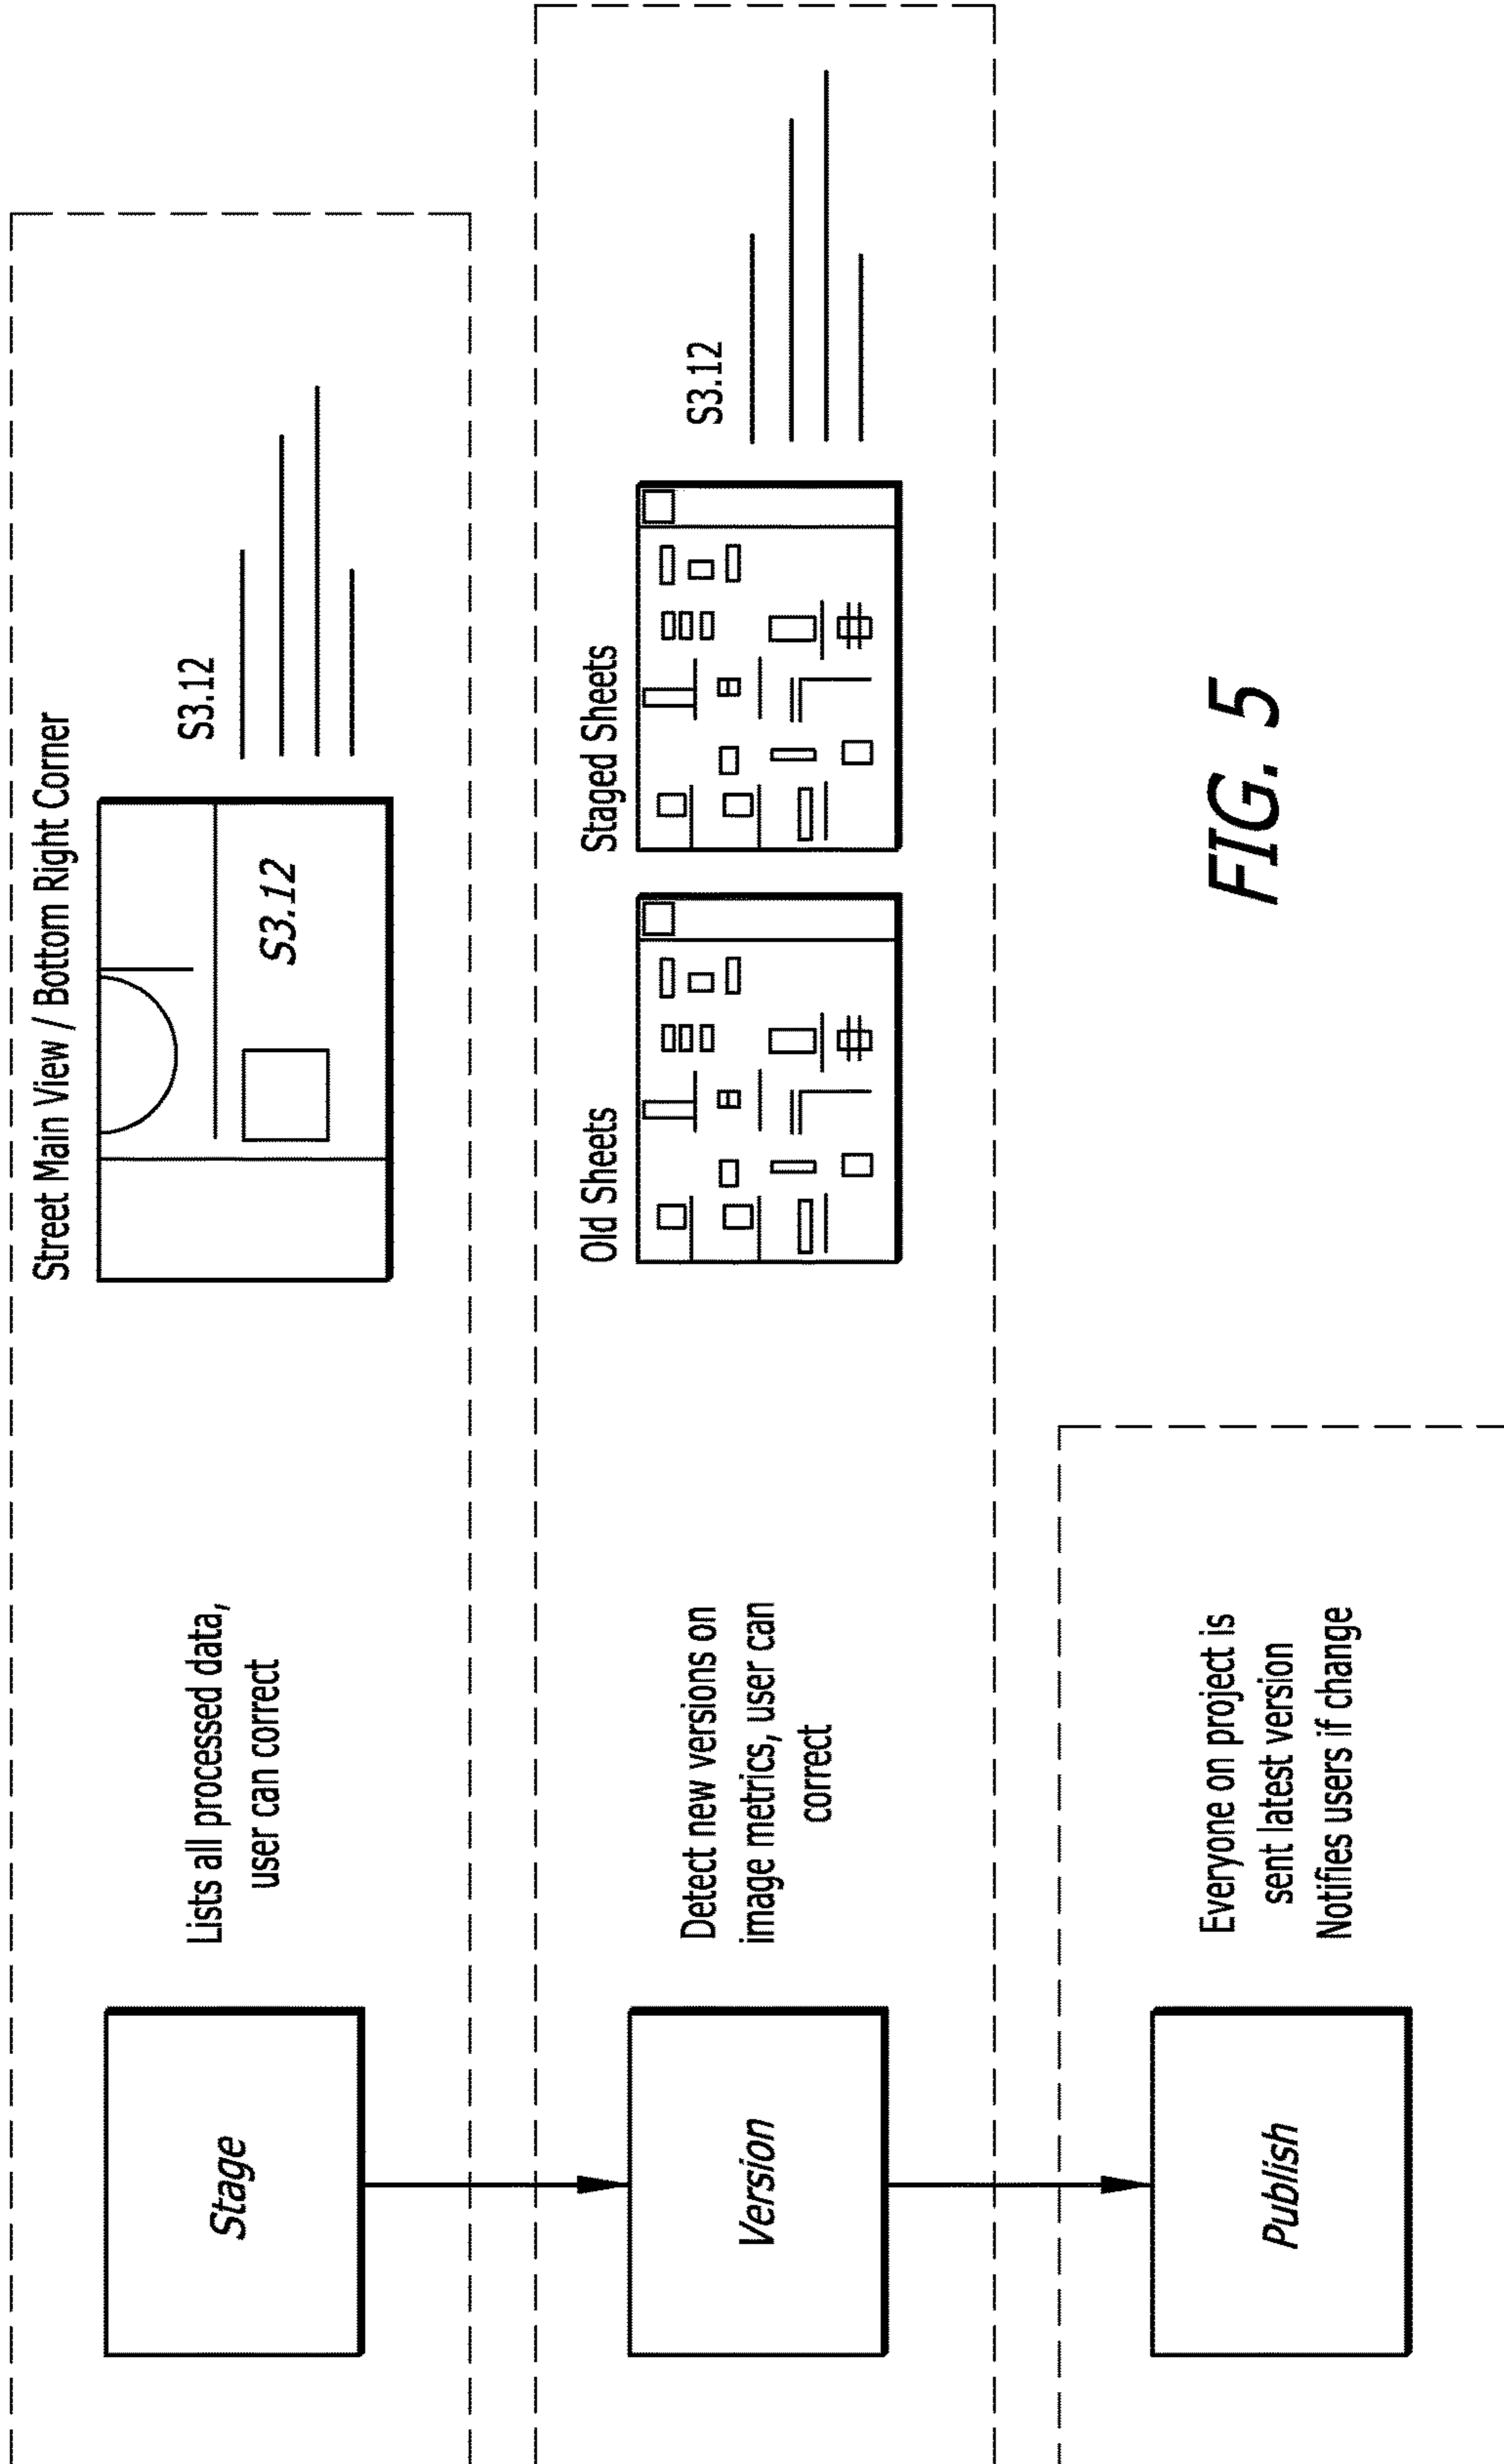 Stage
Lists all processed data,
user can correct
Street Main View / Bottom Right Corner
S3.12
S3.12
Version
Detect new versions on
image metrics, user can
correct
Old Sheets
Staged Sheets
S3.12
Publish
Everyone on project is
sent latest version
Notifies users if change
FIG. 5